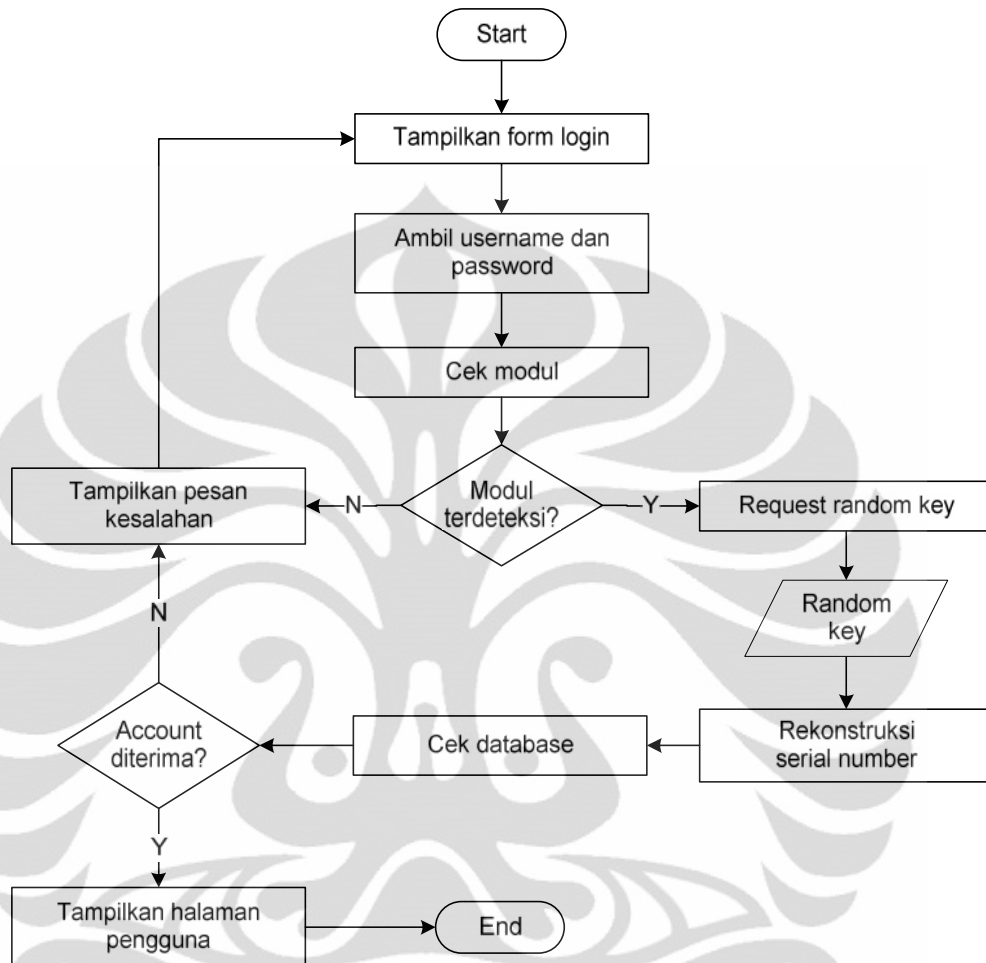 Start
Tampilkan form login
Ambil username dan
password
Cek modul
Modul
terdeteksi?
N
Y
Tampilkan pesan
kesalahan
Request random key
Random
key
N
Rekonstruksi
serial number
Cek database
Account
diterima?
Y
Tampilkan halaman
pengguna
End